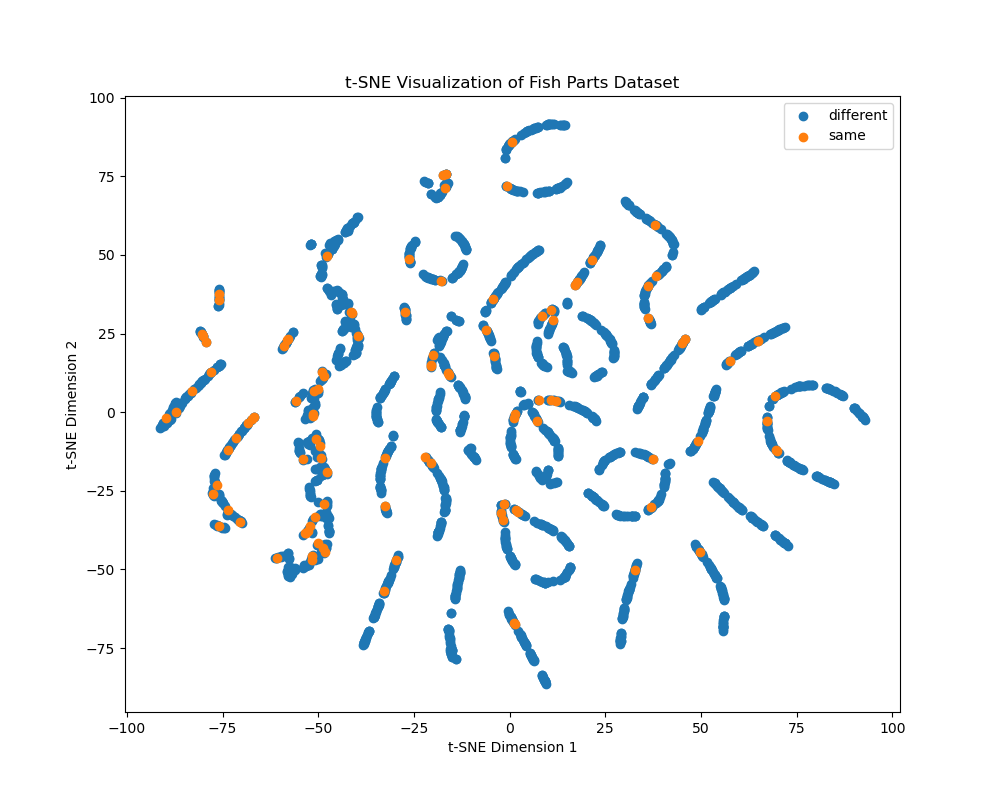 t-SNE Visualization of Fish Parts Dataset
different
same
100
75
50
25
0
−25
−50
−75
t-SNE Dimension 2
−100 −75 −50 −25 0 25 50 75 100
t-SNE Dimension 1